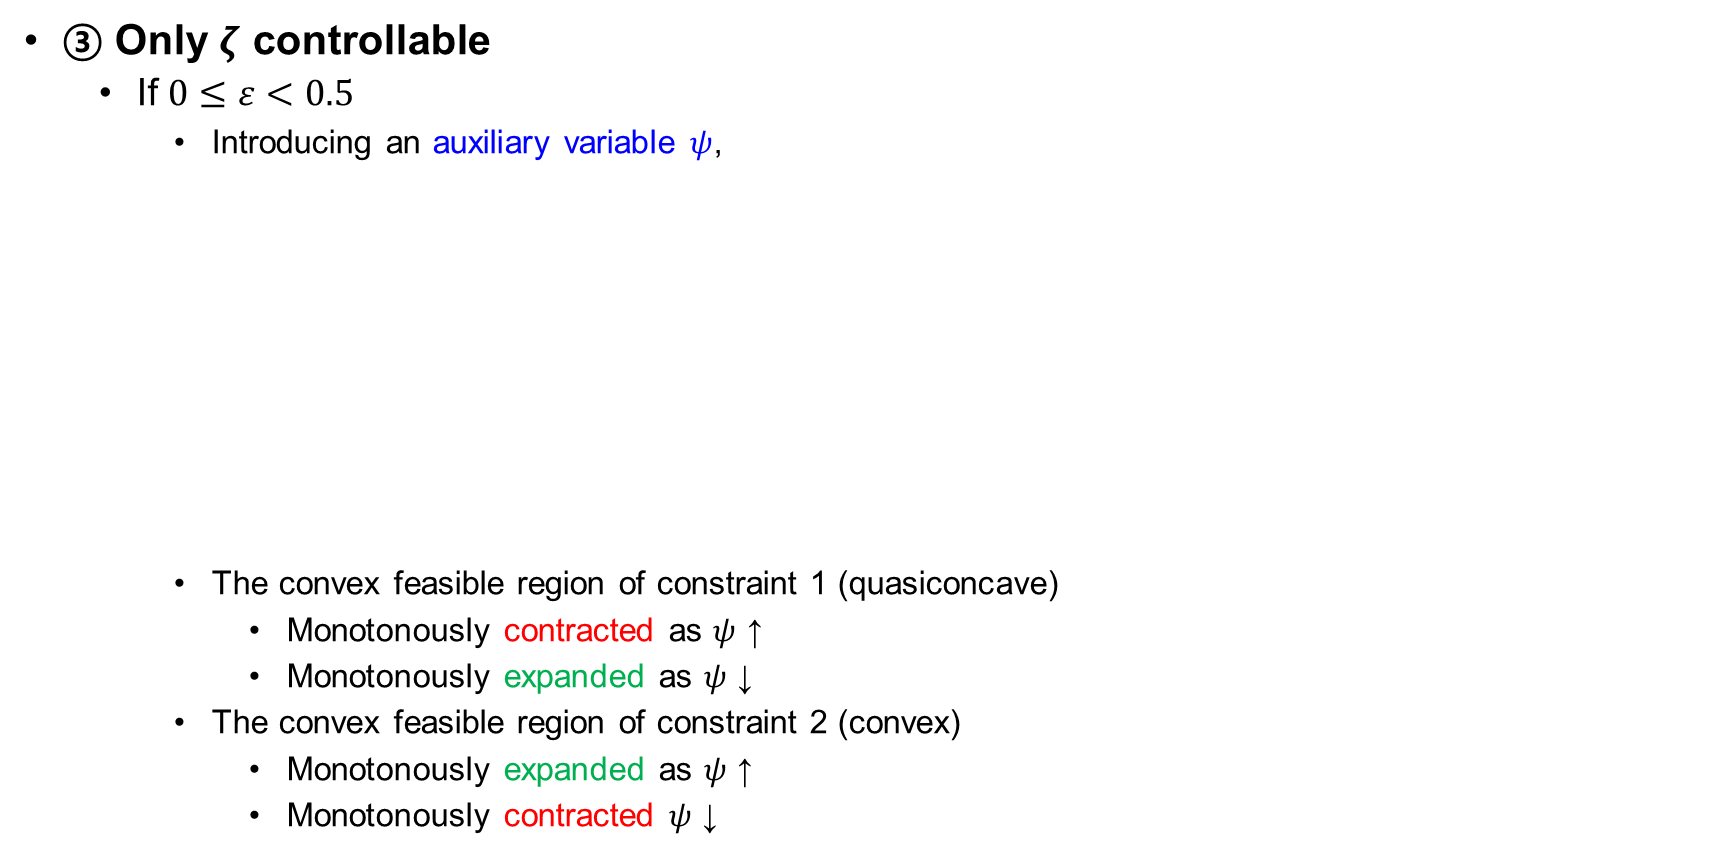 • ③ Only ζ controllable
• If 0 ≤ ε < 0.5
• Introducing an auxiliary variable ψ,
• The convex feasible region of constraint 1 (quasiconcave)
• Monotonously contracted as ψ ↑
• Monotonously expanded as ψ ↓
• The convex feasible region of constraint 2 (convex)
• Monotonously expanded as ψ ↑
• Monotonously contracted ψ ↓